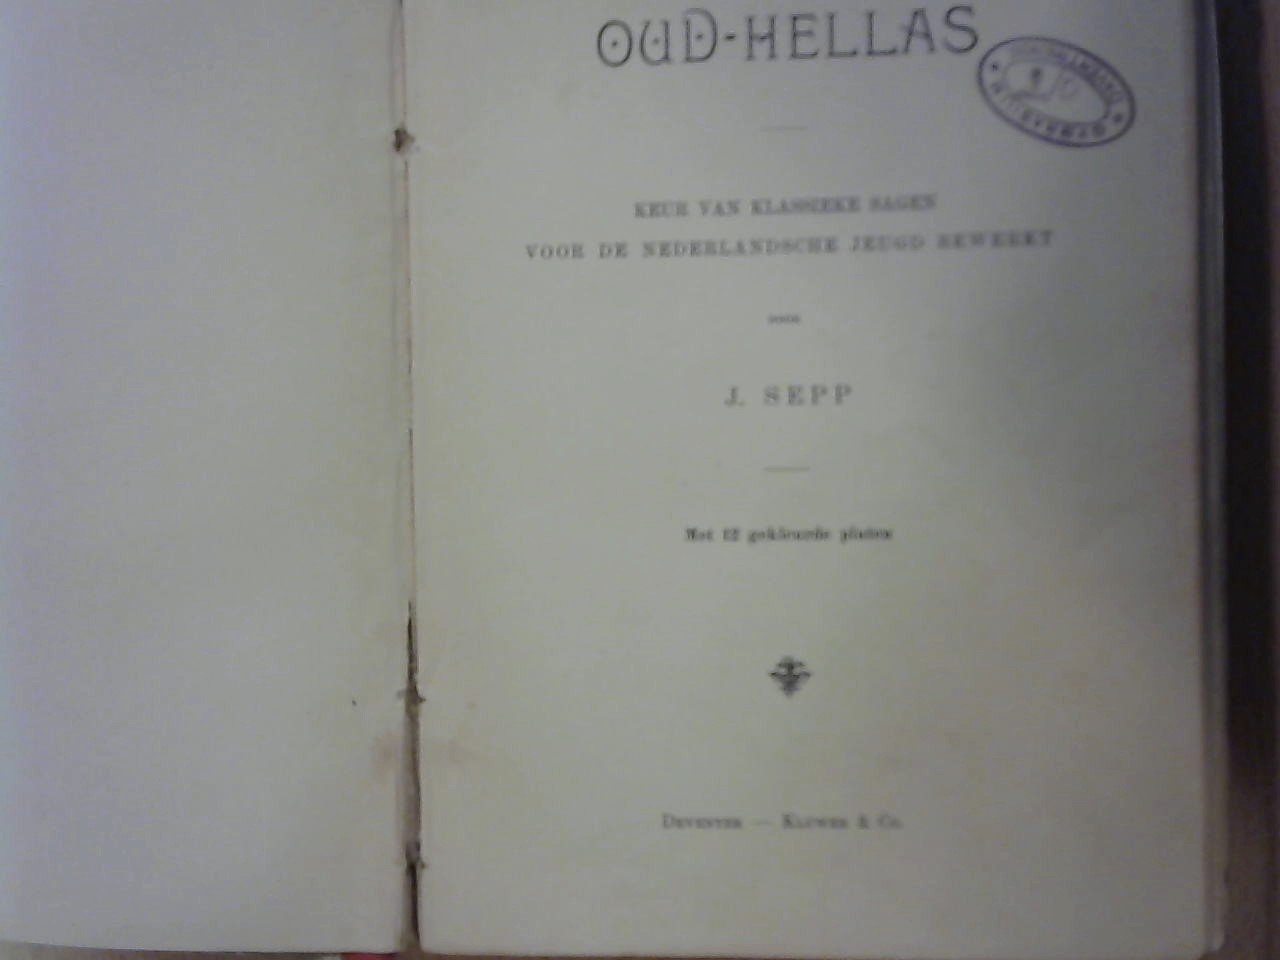 OUD-HELLAS
KEUR VAN KLASSIEKE SAGEN
VOOR DE NEDERLANDSCHE JEUGD BEWERKT
DOOR
J. SEPP
Met 12 gekleurde platen
DEVENTER — KLUWER & Co.